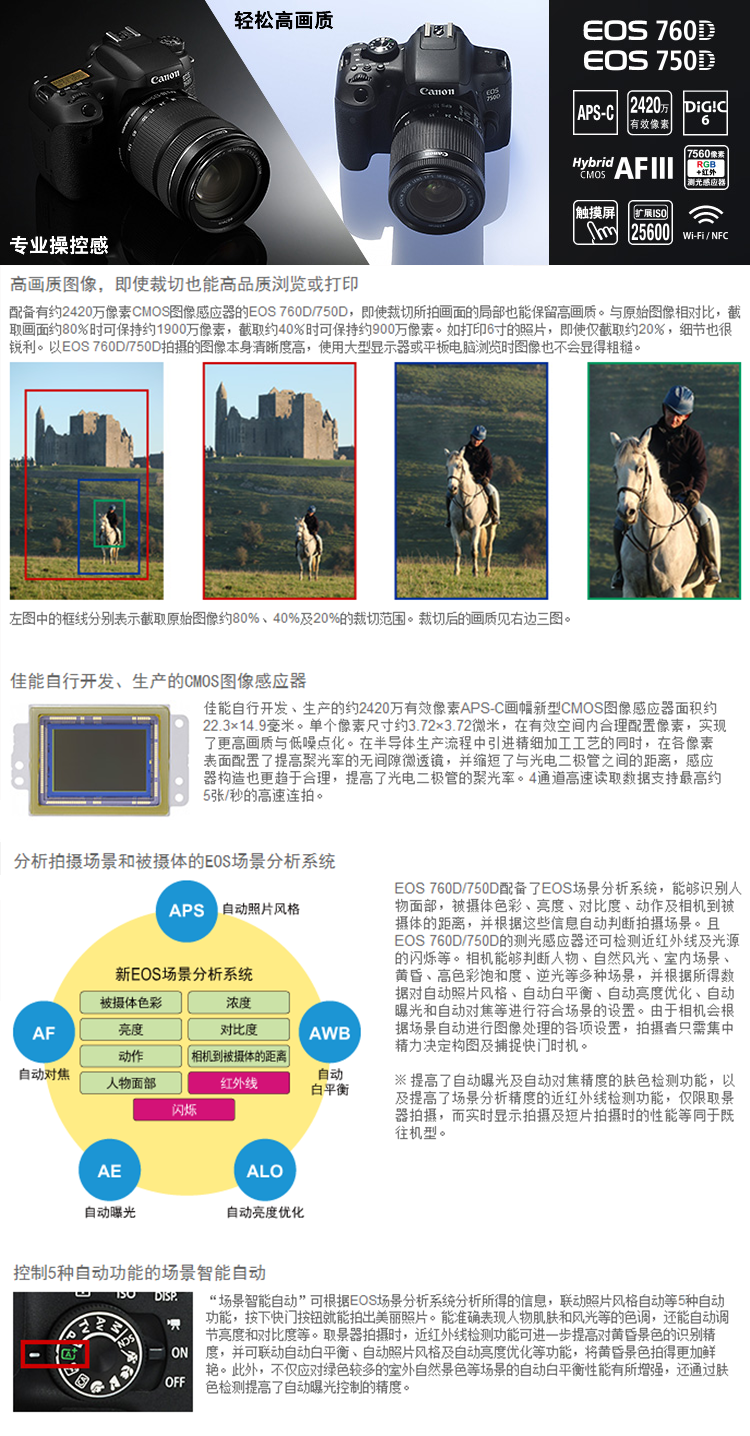 轻松高画质
Canon
Canon
EOS
750D
专业操控感
EOS 760D
EOS 750D
APS-C
2420万
有效像素
DiG!C
6
Hybrid
CMOS
AF III
7560像素
RGB
+红外
测光感应器
触摸屏
扩展ISO
25600
Wi-Fi / NFC
高画质图像，即使裁切也能高品质浏览或打印
配备有约2420万像素CMOS图像感应器的EOS 760D/750D，即使裁切所拍画面的局部也能保留高画质。与原始图像相对比，截
取画面约80%时可保持约1900万像素，截取约40%时可保持约900万像素。如打印6寸的照片，即使仅截取约20%，细节也很
锐利。以EOS 760D/750D拍摄的图像本身清晰度高，使用大型显示器或平板电脑浏览时图像也不会显得粗糙。
左图中的框线分别表示截取原始图像约80%、40%及20%的裁切范围。裁切后的画质见右边三图。
佳能自行开发、生产的CMOS图像感应器
佳能自行开发、生产的约2420万有效像素APS-C画幅新型CMOS图像感应器面积约
22.3×14.9毫米。单个像素尺寸约3.72×3.72微米，在有效空间内合理配置像素，实现
了更高画质与低噪点化。在半导体生产流程中引进精细加工工艺的同时，在各像素
表面配置了提高聚光率的无间隙微透镜，并缩短了与光电二极管之间的距离，感应
器构造也更趋于合理，提高了光电二极管的聚光率。4通道高速读取数据支持最高约
5张/秒的高速连拍。
分析拍摄场景和被摄体的EOS场景分析系统
APS
自动照片风格
新EOS场景分析系统
被摄体色彩
浓度
亮度
对比度
动作
相机到被摄体的距离
人物面部
红外线
闪烁
AF
自动对焦
AWB
自动
白平衡
AE
自动曝光
ALO
自动亮度优化
EOS 760D/750D配备了EOS场景分析系统，能够识别人
物面部，被摄体色彩、亮度、对比度、动作及相机到被
摄体的距离，并根据这些信息自动判断拍摄场景。且
EOS 760D/750D的测光感应器还可检测近红外线及光源
的闪烁等。相机能够判断人物、自然风光、室内场景、
黄昏、高色彩饱和度、逆光等多种场景，并根据所得数
据对自动照片风格、自动白平衡、自动亮度优化、自动
曝光和自动对焦等进行符合场景的设置。由于相机会根
据场景自动进行图像处理的各项设置，拍摄者只需集中
精力决定构图及捕捉快门时机。
※ 提高了自动曝光及自动对焦精度的肤色检测功能，以
及提高了场景分析精度的近红外线检测功能，仅限取景
器拍摄，而实时显示拍摄及短片拍摄时的性能等同于既
往机型。
控制5种自动功能的场景智能自动
ISO
DISP.
ON
OFF
M
Av
Tv
P
“场景智能自动”可根据EOS场景分析系统分析所得的信息，联动照片风格自动等5种自动
功能，按下快门按钮就能拍出美丽照片。能准确表现人物肌肤和风光等的色调，还能自动调
节亮度和对比度等。取景器拍摄时，近红外线检测功能可进一步提高对黄昏景色的识别精
度，并可联动自动白平衡、自动照片风格及自动亮度优化等功能，将黄昏景色拍得更加鲜
艳。此外，不仅应对绿色较多的室外自然景色等场景的自动白平衡性能有所增强，还通过肤
色检测提高了自动曝光控制的精度。